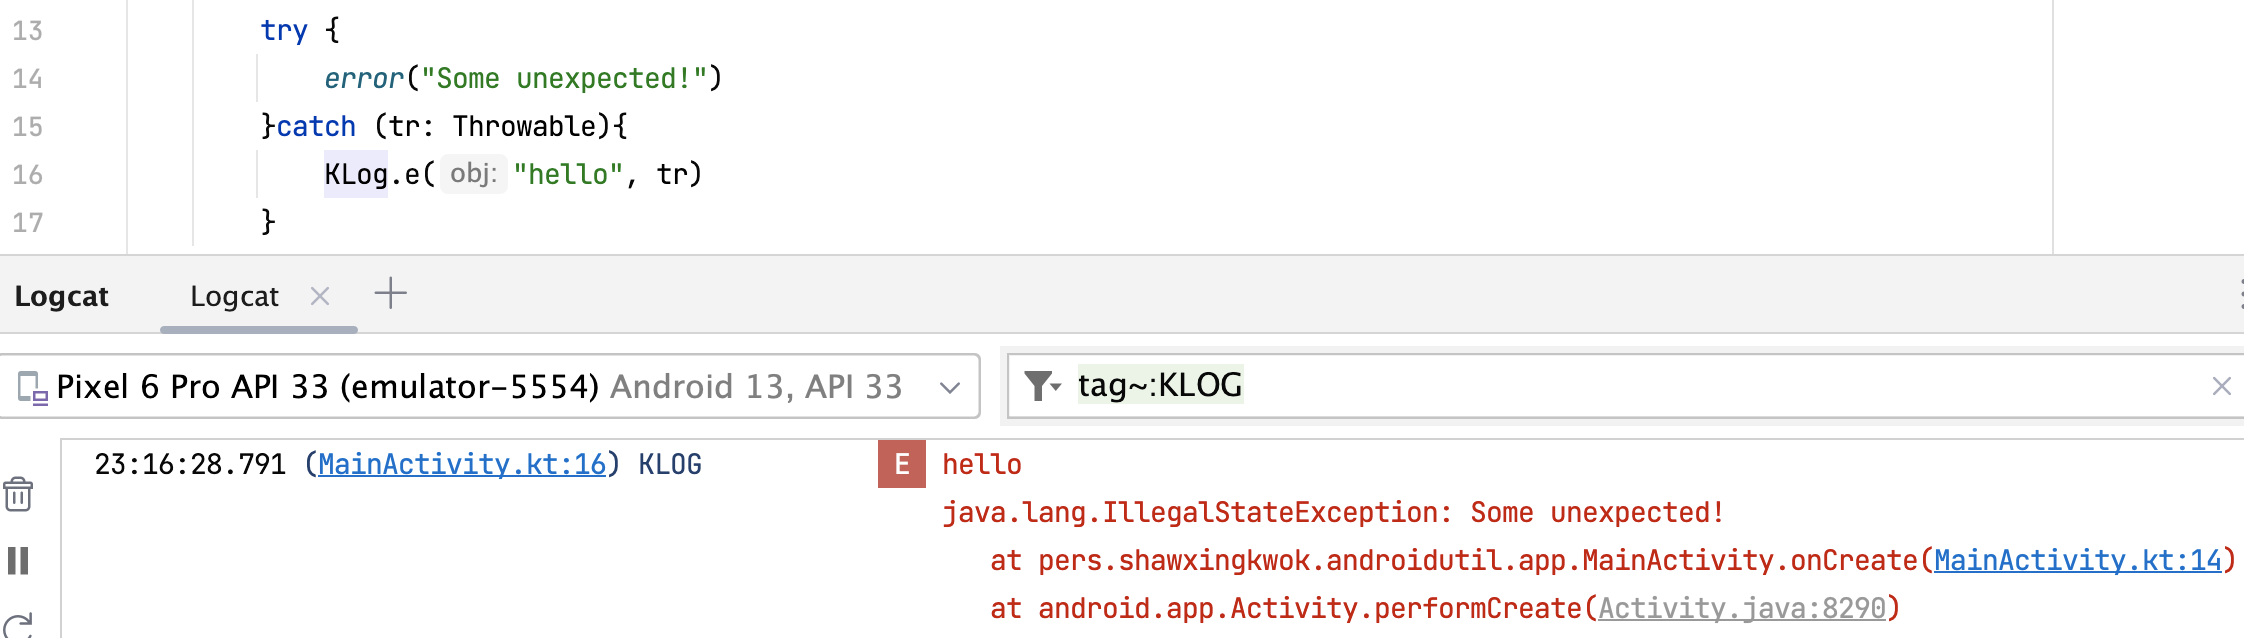 13 try {
14 error("Some unexpected!")
15 }catch (tr: Throwable){
16 KLog.e( obj: "hello", tr)
17 }
Logcat Logcat
Pixel 6 Pro API 33 (emulator-5554) Android 13, API 33 tag~:KLOG
23:16:28.791 (MainActivity.kt:16) KLOG E hello
java.lang.IllegalStateException: Some unexpected!
at pers.shawxingkwok.androidutil.app.MainActivity.onCreate(MainActivity.kt:14)
at android.app.Activity.performCreate(Activity.java:8290)